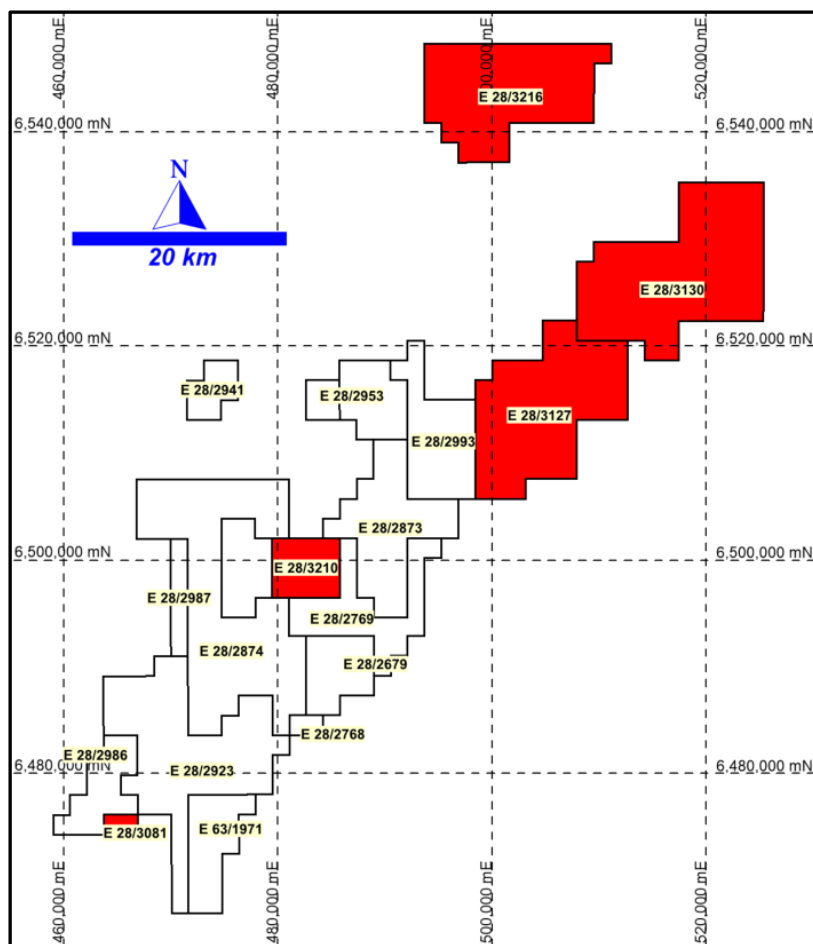 460,000 mE
480,000 mE
500,000 mE
520,000 mE
E 28/3216
6,540,000 mN
6,540,000 mN
N
20 km
E 28/3130
6,520,000 mN
6,520,000 mN
E 28/2941
E 28/2953
E 28/3127
E 28/2993
E 28/2873
6,500,000 mN
6,500,000 mN
E 28/3210
E 28/2987
E 28/2769
E 28/2874
E 28/2679
E 28/2768
E 28/2986
E 28/2923
6,480,000 mN
6,480,000 mN
E 28/3081
E 63/1971
460,000 mE
480,000 mE
500,000 mE
520,000 mE